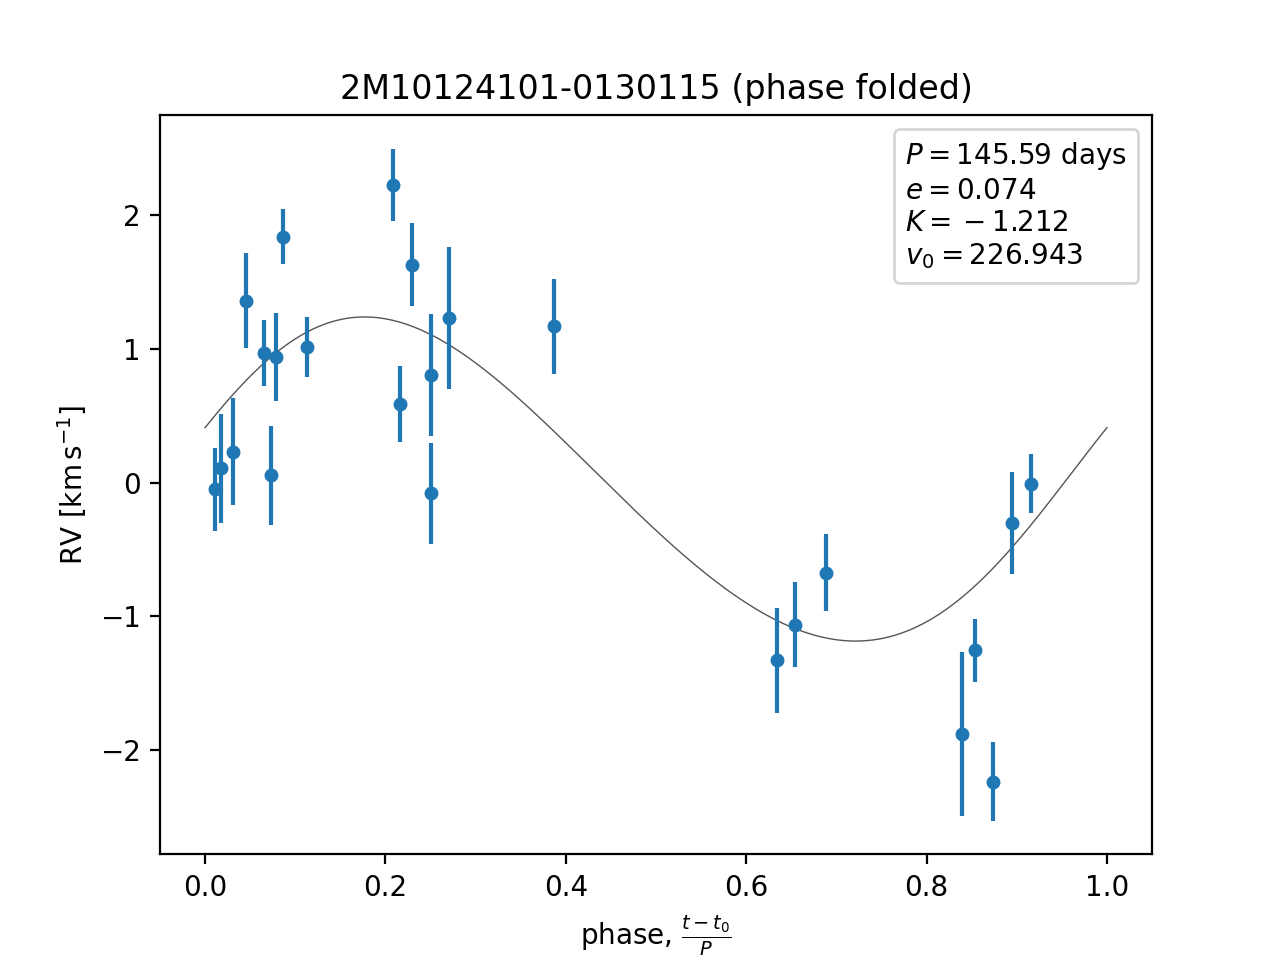 2M10124101-0130115 (phase folded)
P = 145.59 days
e = 0.074
K = −1.212
v₀ = 226.943
2
1
0
−1
−2
RV [km s⁻¹]
0.0 0.2 0.4 0.6 0.8 1.0
phase, (t − t₀)/P